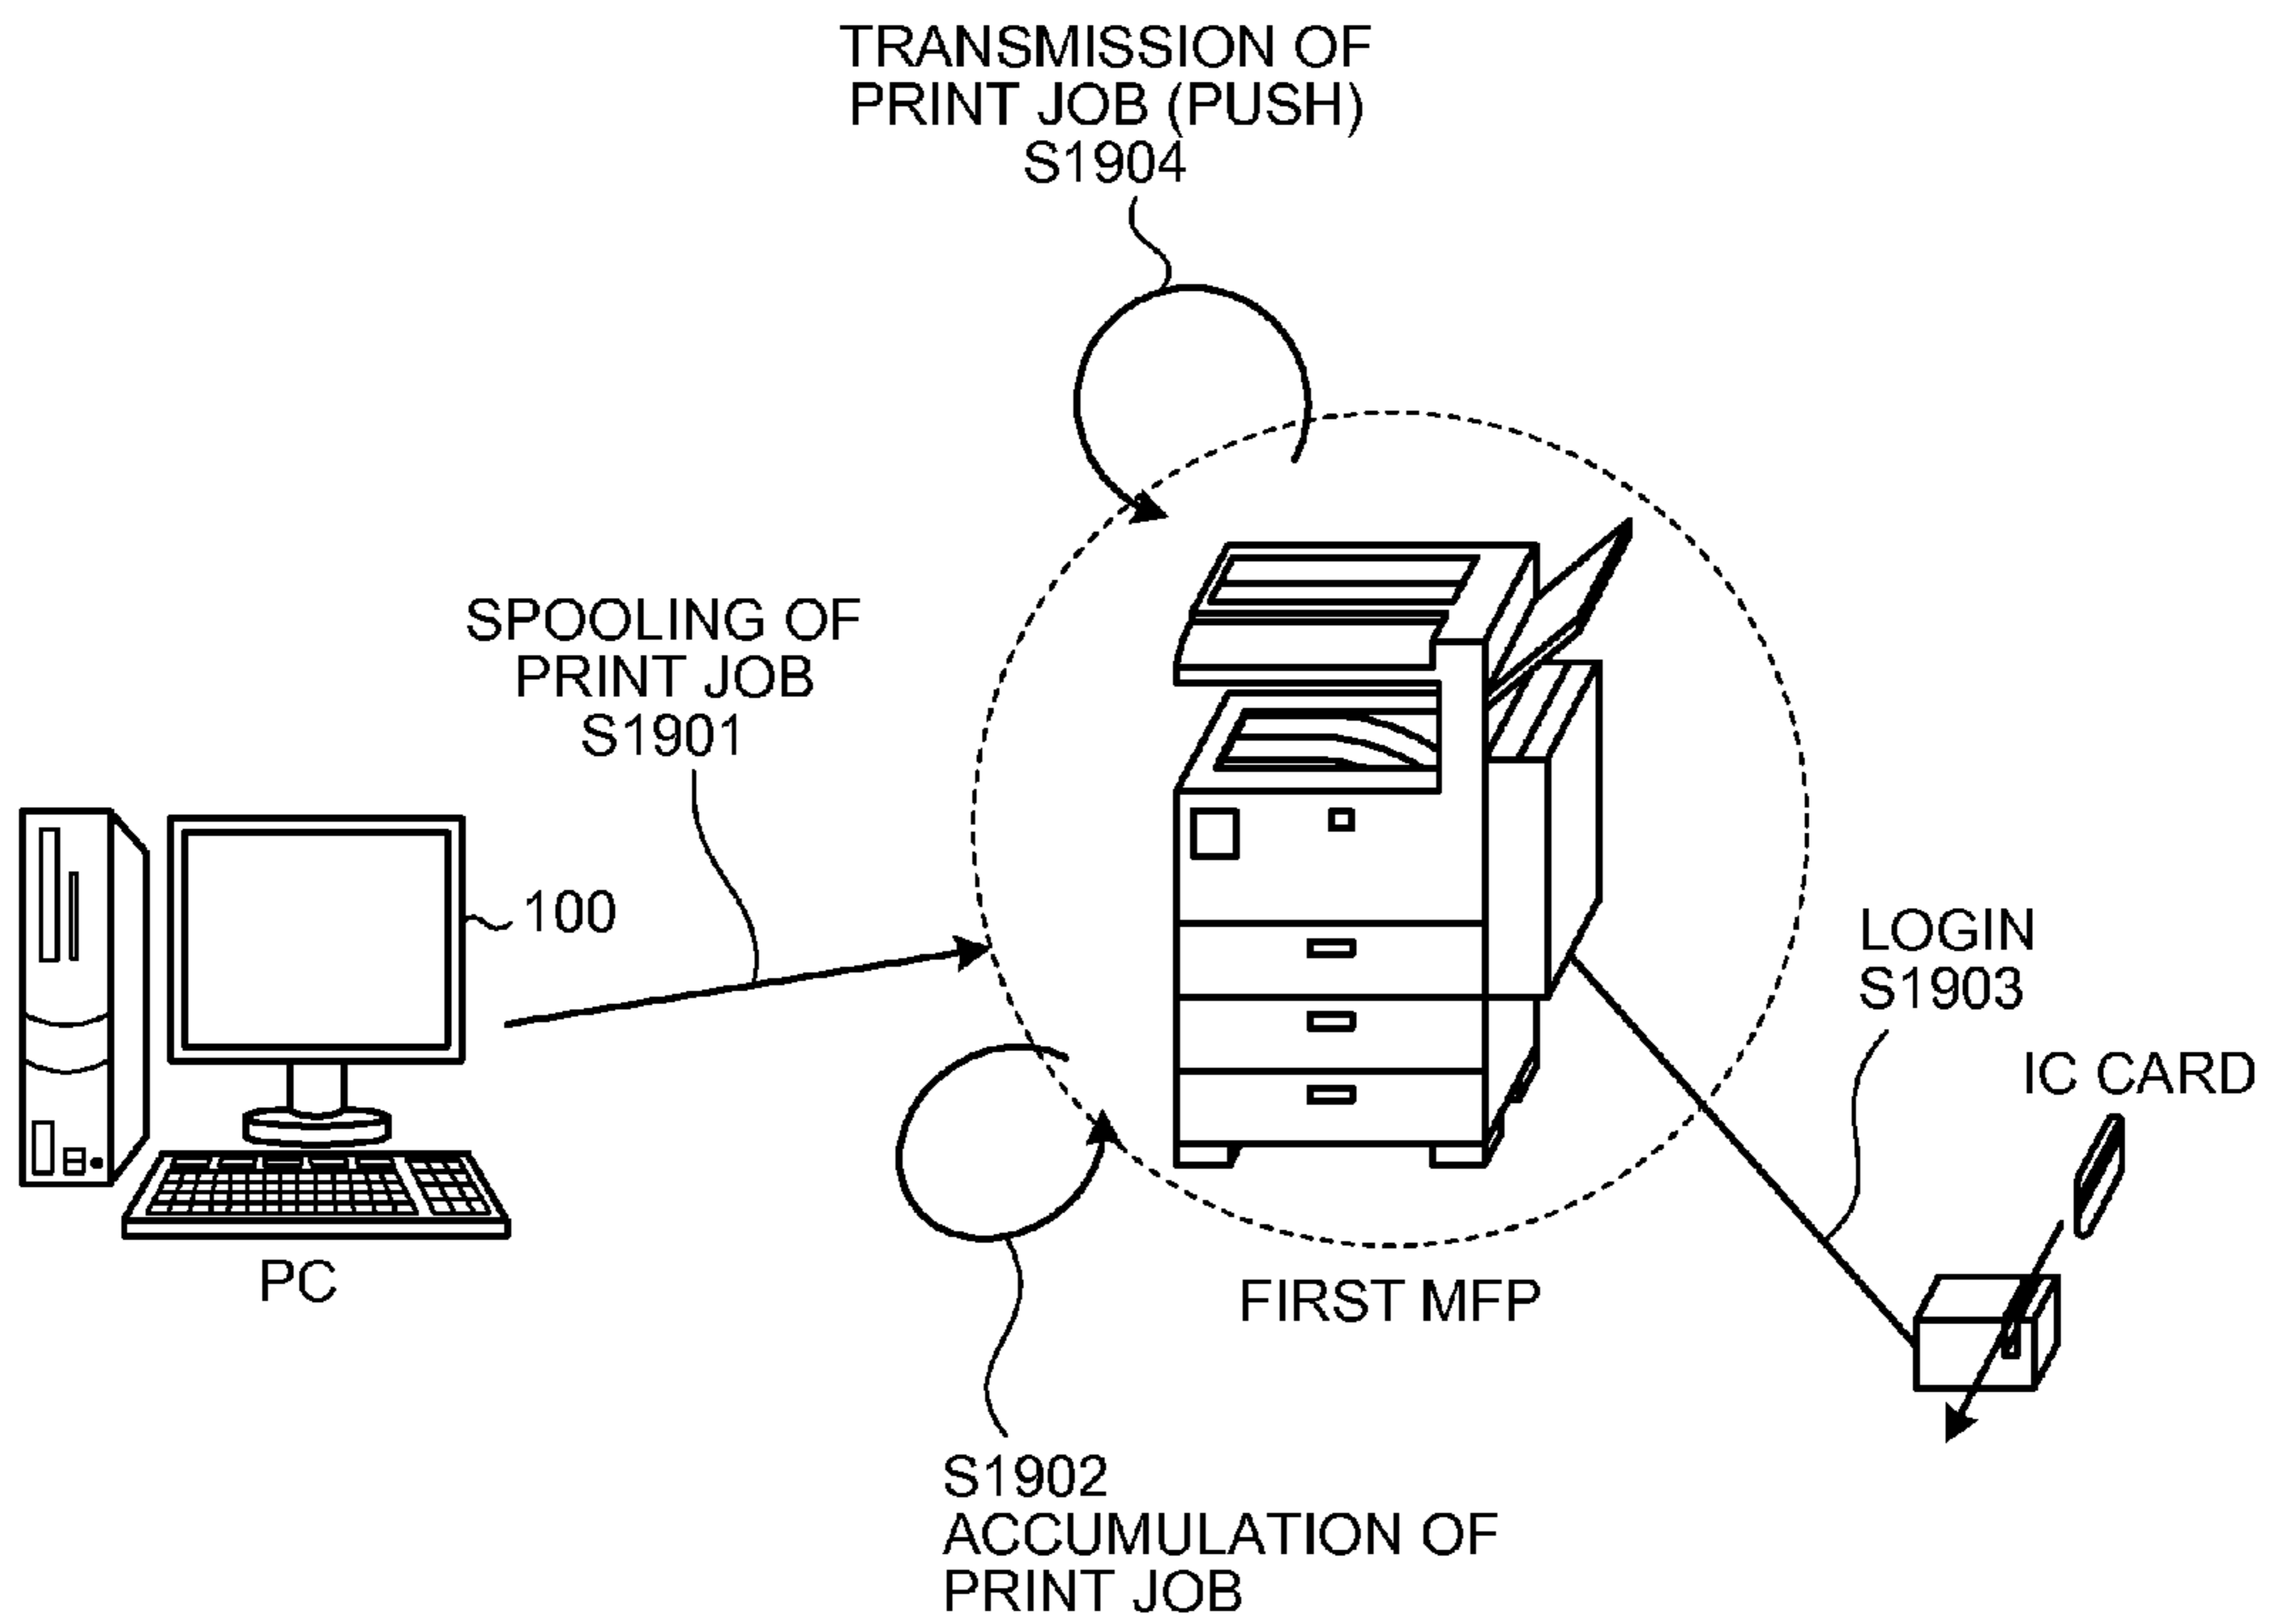 TRANSMISSION OF
PRINT JOB (PUSH)
S1904
SPOOLING OF
PRINT JOB
S1901
100
LOGIN
S1903
IC CARD
PC
FIRST MFP
S1902
ACCUMULATION OF
PRINT JOB